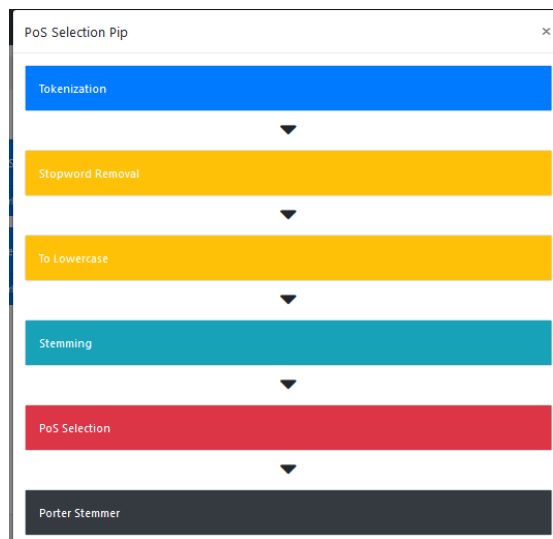 PoS Selection Pip
×
Tokenization
Stopword Removal
To Lowercase
Stemming
PoS Selection
Porter Stemmer